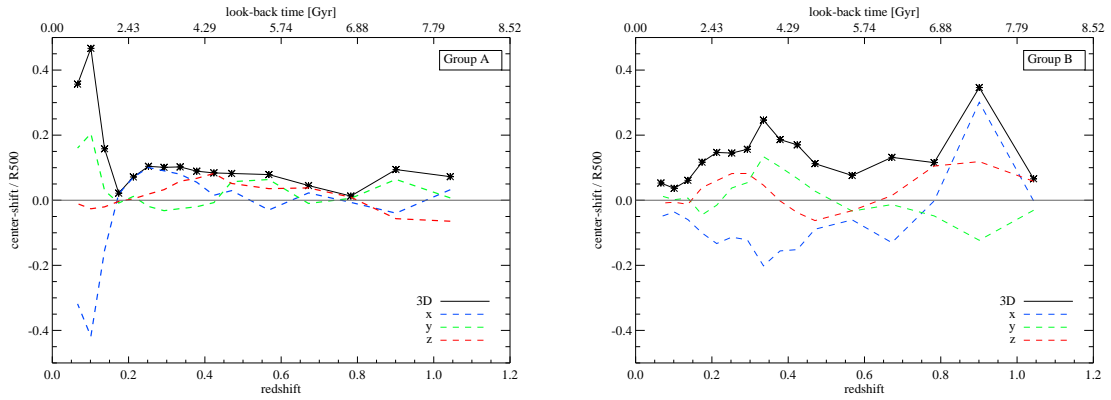 look-back time [Gyr]
0.00 2.43 4.29 5.74 6.88 7.79 8.52
Group A
0.4
0.2
0.0
-0.2
-0.4
center-shift / R500
3D
x
y
z
0.0 0.2 0.4 0.6 0.8 1.0 1.2
redshift
look-back time [Gyr]
0.00 2.43 4.29 5.74 6.88 7.79 8.52
Group B
0.4
0.2
0.0
-0.2
-0.4
center-shift / R500
3D
x
y
z
0.0 0.2 0.4 0.6 0.8 1.0 1.2
redshift